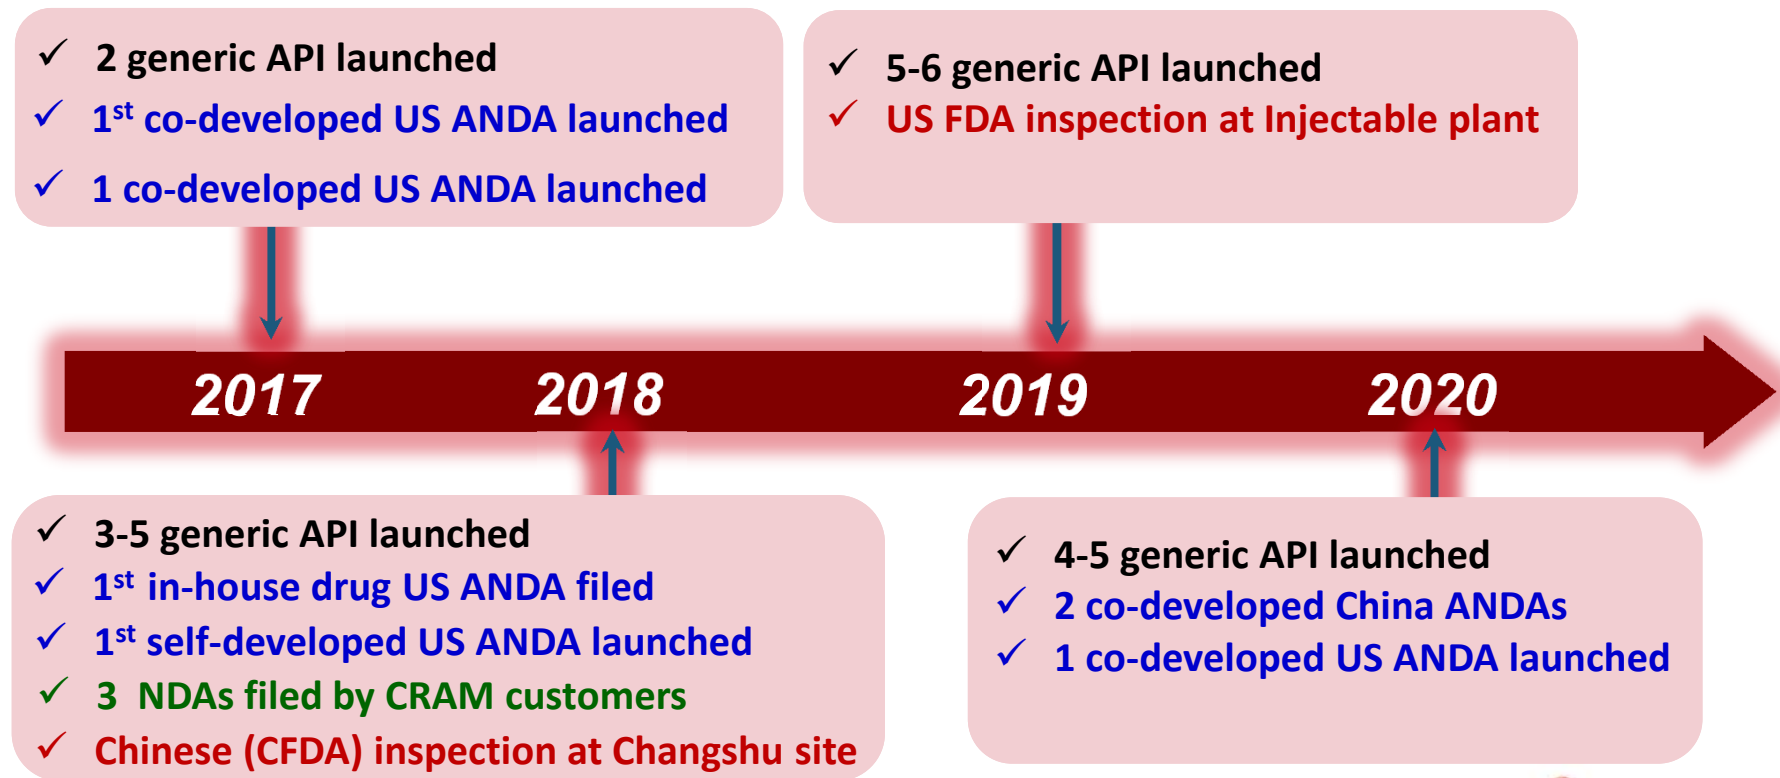 ✓ 2 generic API launched
✓ 1st co-developed US ANDA launched
✓ 1 co-developed US ANDA launched
✓ 5-6 generic API launched
✓ US FDA inspection at Injectable plant
2017 2018 2019 2020
✓ 3-5 generic API launched
✓ 1st in-house drug US ANDA filed
✓ 1st self-developed US ANDA launched
✓ 3 NDAs filed by CRAM customers
✓ Chinese (CFDA) inspection at Changshu site
✓ 4-5 generic API launched
✓ 2 co-developed China ANDAs
✓ 1 co-developed US ANDA launched